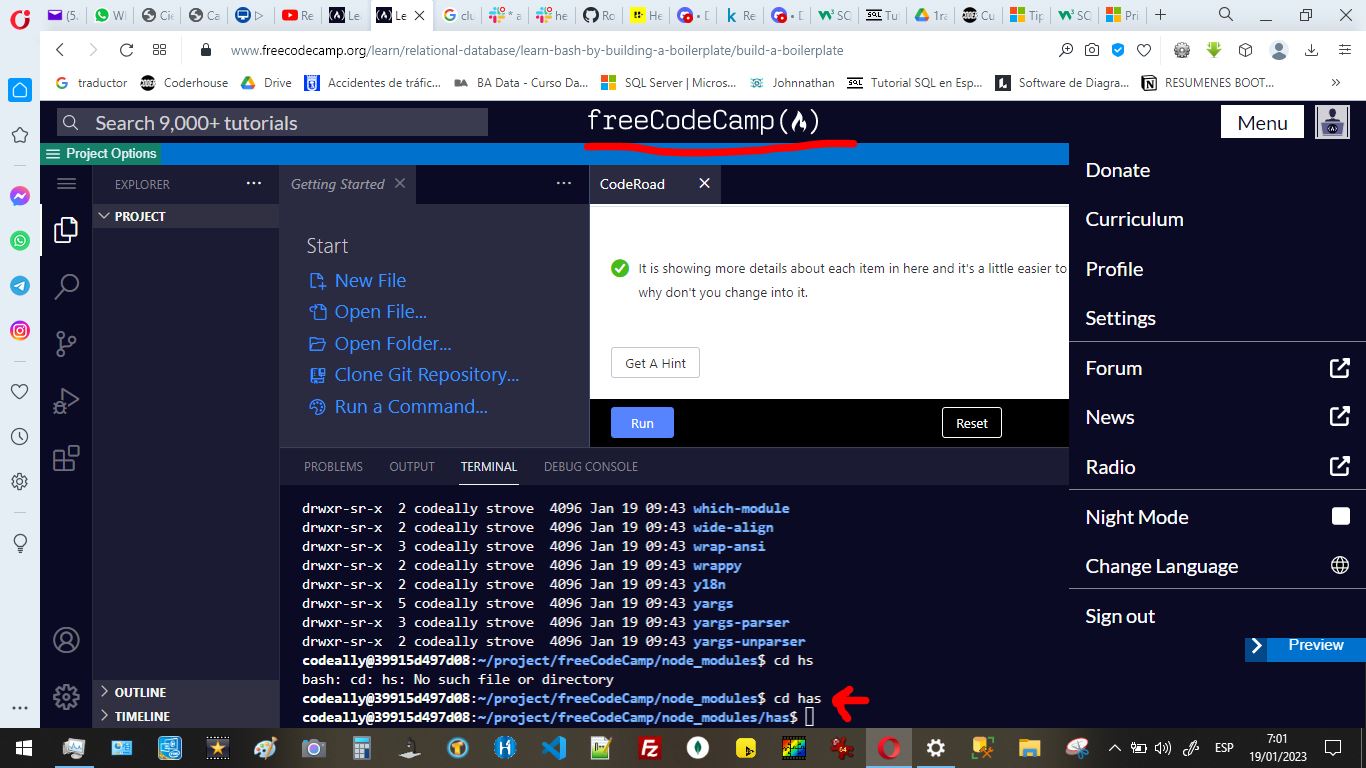 (5.
W
Cie
Ca
Re
Le
Le
clu
* a
he
Ro
He
• D
Re
• D
SC
Tut
1ra
Cu
Tip
SC
Pri
www.freecodecamp.org/learn/relational-database/learn-bash-by-building-a-boilerplate/build-a-boilerplate
traductor
Coderhouse
Drive
Accidentes de tráfic...
BA Data - Curso Da...
SQL Server | Micros...
Johnnathan
Tutorial SQL en Esp...
Software de Diagra...
RESUMENES BOOT...
Search 9,000+ tutorials
freeCodeCamp
Menu
Project Options
EXPLORER
PROJECT
OUTLINE
TIMELINE
Getting Started
Start
New File
Open File...
Open Folder...
Clone Git Repository...
Run a Command...
CodeRoad
It is showing more details about each item in here and it's a little easier to
why don't you change into it.
Get A Hint
Run
Reset
PROBLEMS
OUTPUT
TERMINAL
DEBUG CONSOLE
drwxr-sr-x 2 codeally strove 4096 Jan 19 09:43 which-module
drwxr-sr-x 2 codeally strove 4096 Jan 19 09:43 wide-align
drwxr-sr-x 3 codeally strove 4096 Jan 19 09:43 wrap-ansi
drwxr-sr-x 2 codeally strove 4096 Jan 19 09:43 wrappy
drwxr-sr-x 2 codeally strove 4096 Jan 19 09:43 y18n
drwxr-sr-x 5 codeally strove 4096 Jan 19 09:43 yargs
drwxr-sr-x 3 codeally strove 4096 Jan 19 09:43 yargs-parser
drwxr-sr-x 2 codeally strove 4096 Jan 19 09:43 yargs-unparser
codeally@39915d497d08:~/project/freeCodeCamp/node_modules$ cd hs
bash: cd: hs: No such file or directory
codeally@39915d497d08:~/project/freeCodeCamp/node_modules$ cd has
codeally@39915d497d08:~/project/freeCodeCamp/node_modules/has$
Donate
Curriculum
Profile
Settings
Forum
News
Radio
Night Mode
Change Language
Sign out
Preview
ESP
7:01
19/01/2023